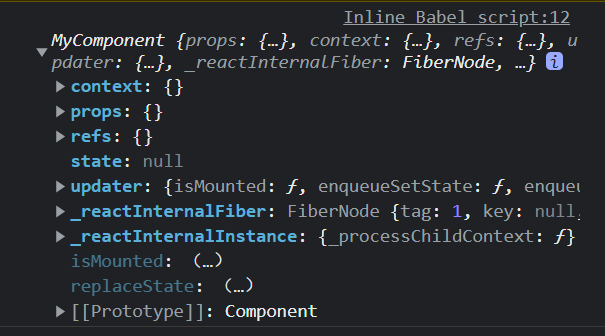 Inline Babel script:12
MyComponent {props: {…}, context: {…}, refs: {…}, u
pdater: {…}, _reactInternalFiber: FiberNode, …} i
context: {}
props: {}
refs: {}
state: null
updater: {isMounted: ƒ, enqueueSetState: ƒ, enqueu
_reactInternalFiber: FiberNode {tag: 1, key: null,
_reactInternalInstance: {_processChildContext: ƒ}
isMounted: (…)
replaceState: (…)
[[Prototype]]: Component